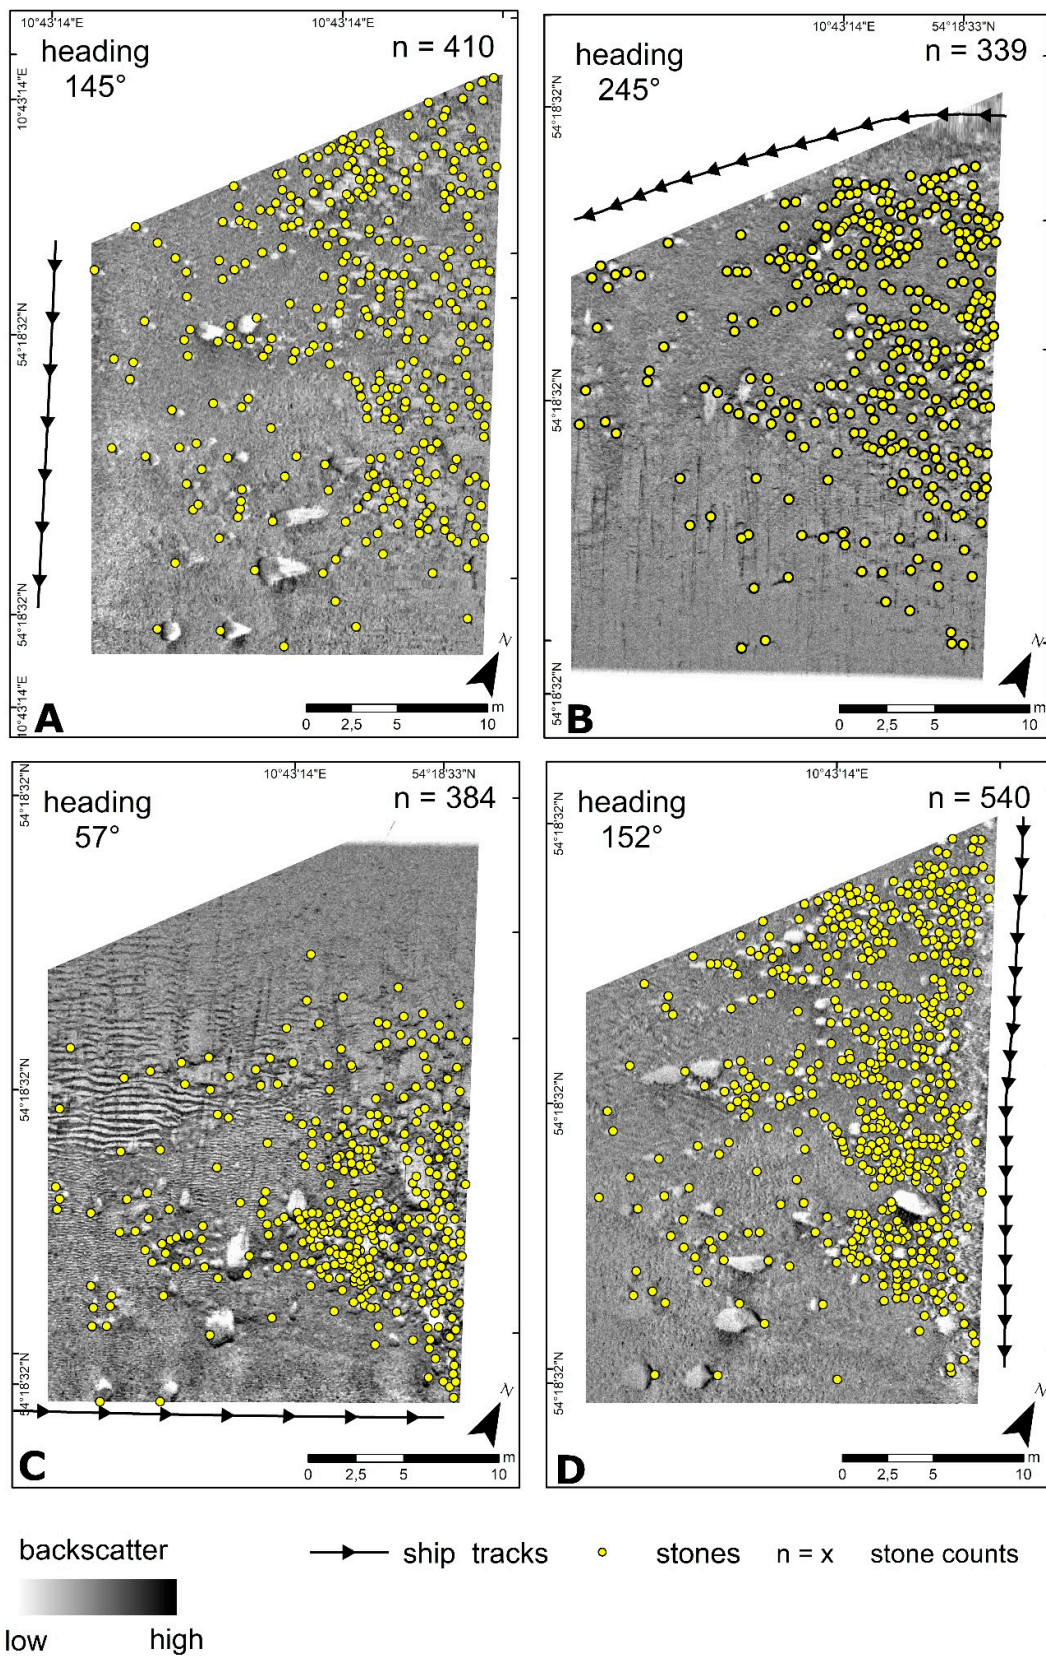 10°43'14"E 10°43'14"E
heading
145°
n = 410
10°43'14"E
54°18'32"N
54°18'32"N
10°43'14"E
N
A
0 2,5 5 10 m
10°43'14"E 54°18'33"N
heading
245°
n = 339
54°18'32"N
54°18'32"N
54°18'32"N
N
B
0 2,5 5 10 m
10°43'14"E 54°18'33"N
heading
57°
n = 384
54°18'32"N
54°18'32"N
54°18'32"N
N
C
0 2,5 5 10 m
10°43'14"E
heading
152°
n = 540
54°18'32"N
54°18'32"N
54°18'32"N
N
D
0 2,5 5 10 m
backscatter
low high
ship tracks
stones
n = x stone counts